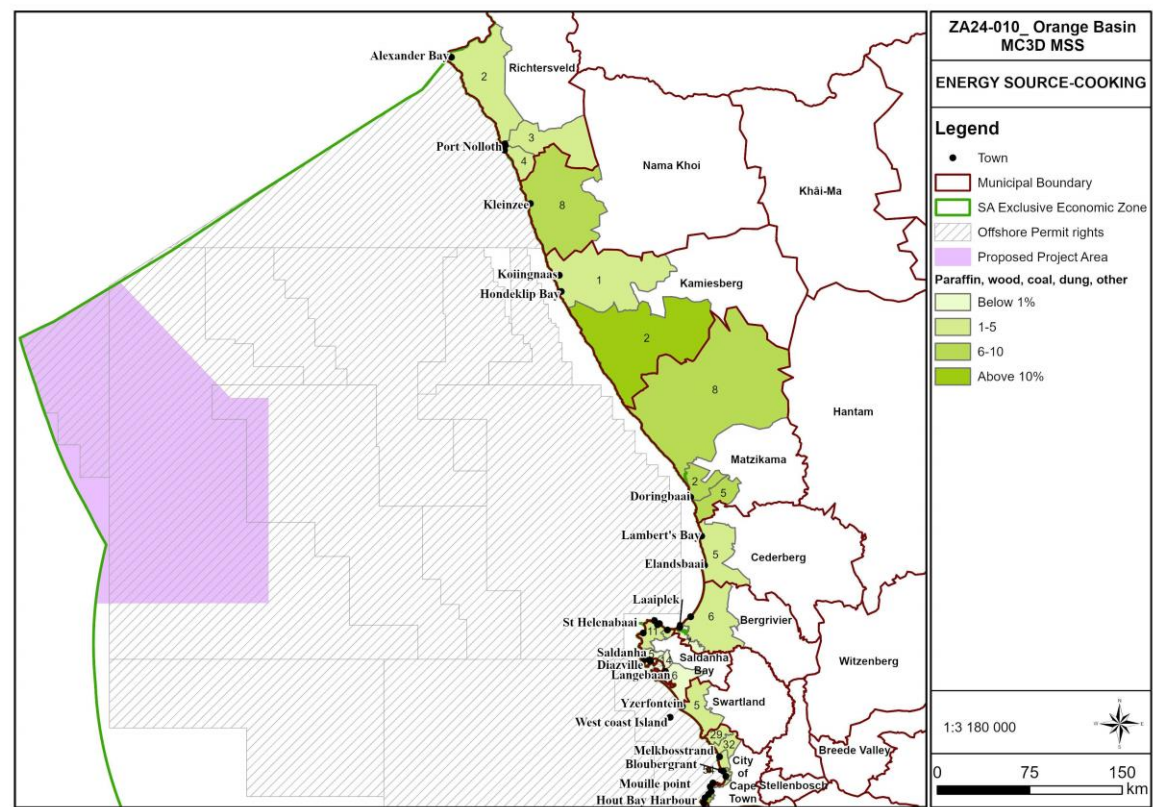 Alexander Bay
Richtersveld
2
3
Port Nolloth
4
Nama Khoi
Khâi-Ma
Kleinzee
8
Koiingnaas
1
Kamiesberg
Hondeklip Bay
2
8
Hantam
Matzikama
2
5
Doringbaai
Lambert's Bay
5
Cederberg
Elandsbaai
Laaiplek
6
Bergrivier
St Helenabaai
11
Saldanha
5
4
Saldanha
Bay
Witzenberg
Diazville
Langebaan
6
Yzerfontein
5
Swartland
West coast Island
29
32
Melkbosstrand
Bloubergrant
City
of
Cape
Town
Breede Valley
Mouille point
Stellenbosch
Hout Bay Harbour
ZA24-010_ Orange Basin
MC3D MSS
ENERGY SOURCE-COOKING
Legend
Town
Municipal Boundary
SA Exclusive Economic Zone
Offshore Permit rights
Proposed Project Area
Paraffin, wood, coal, dung, other
Below 1%
1-5
6-10
Above 10%
1:3 180 000
N
W
E
S
0 75 150
km